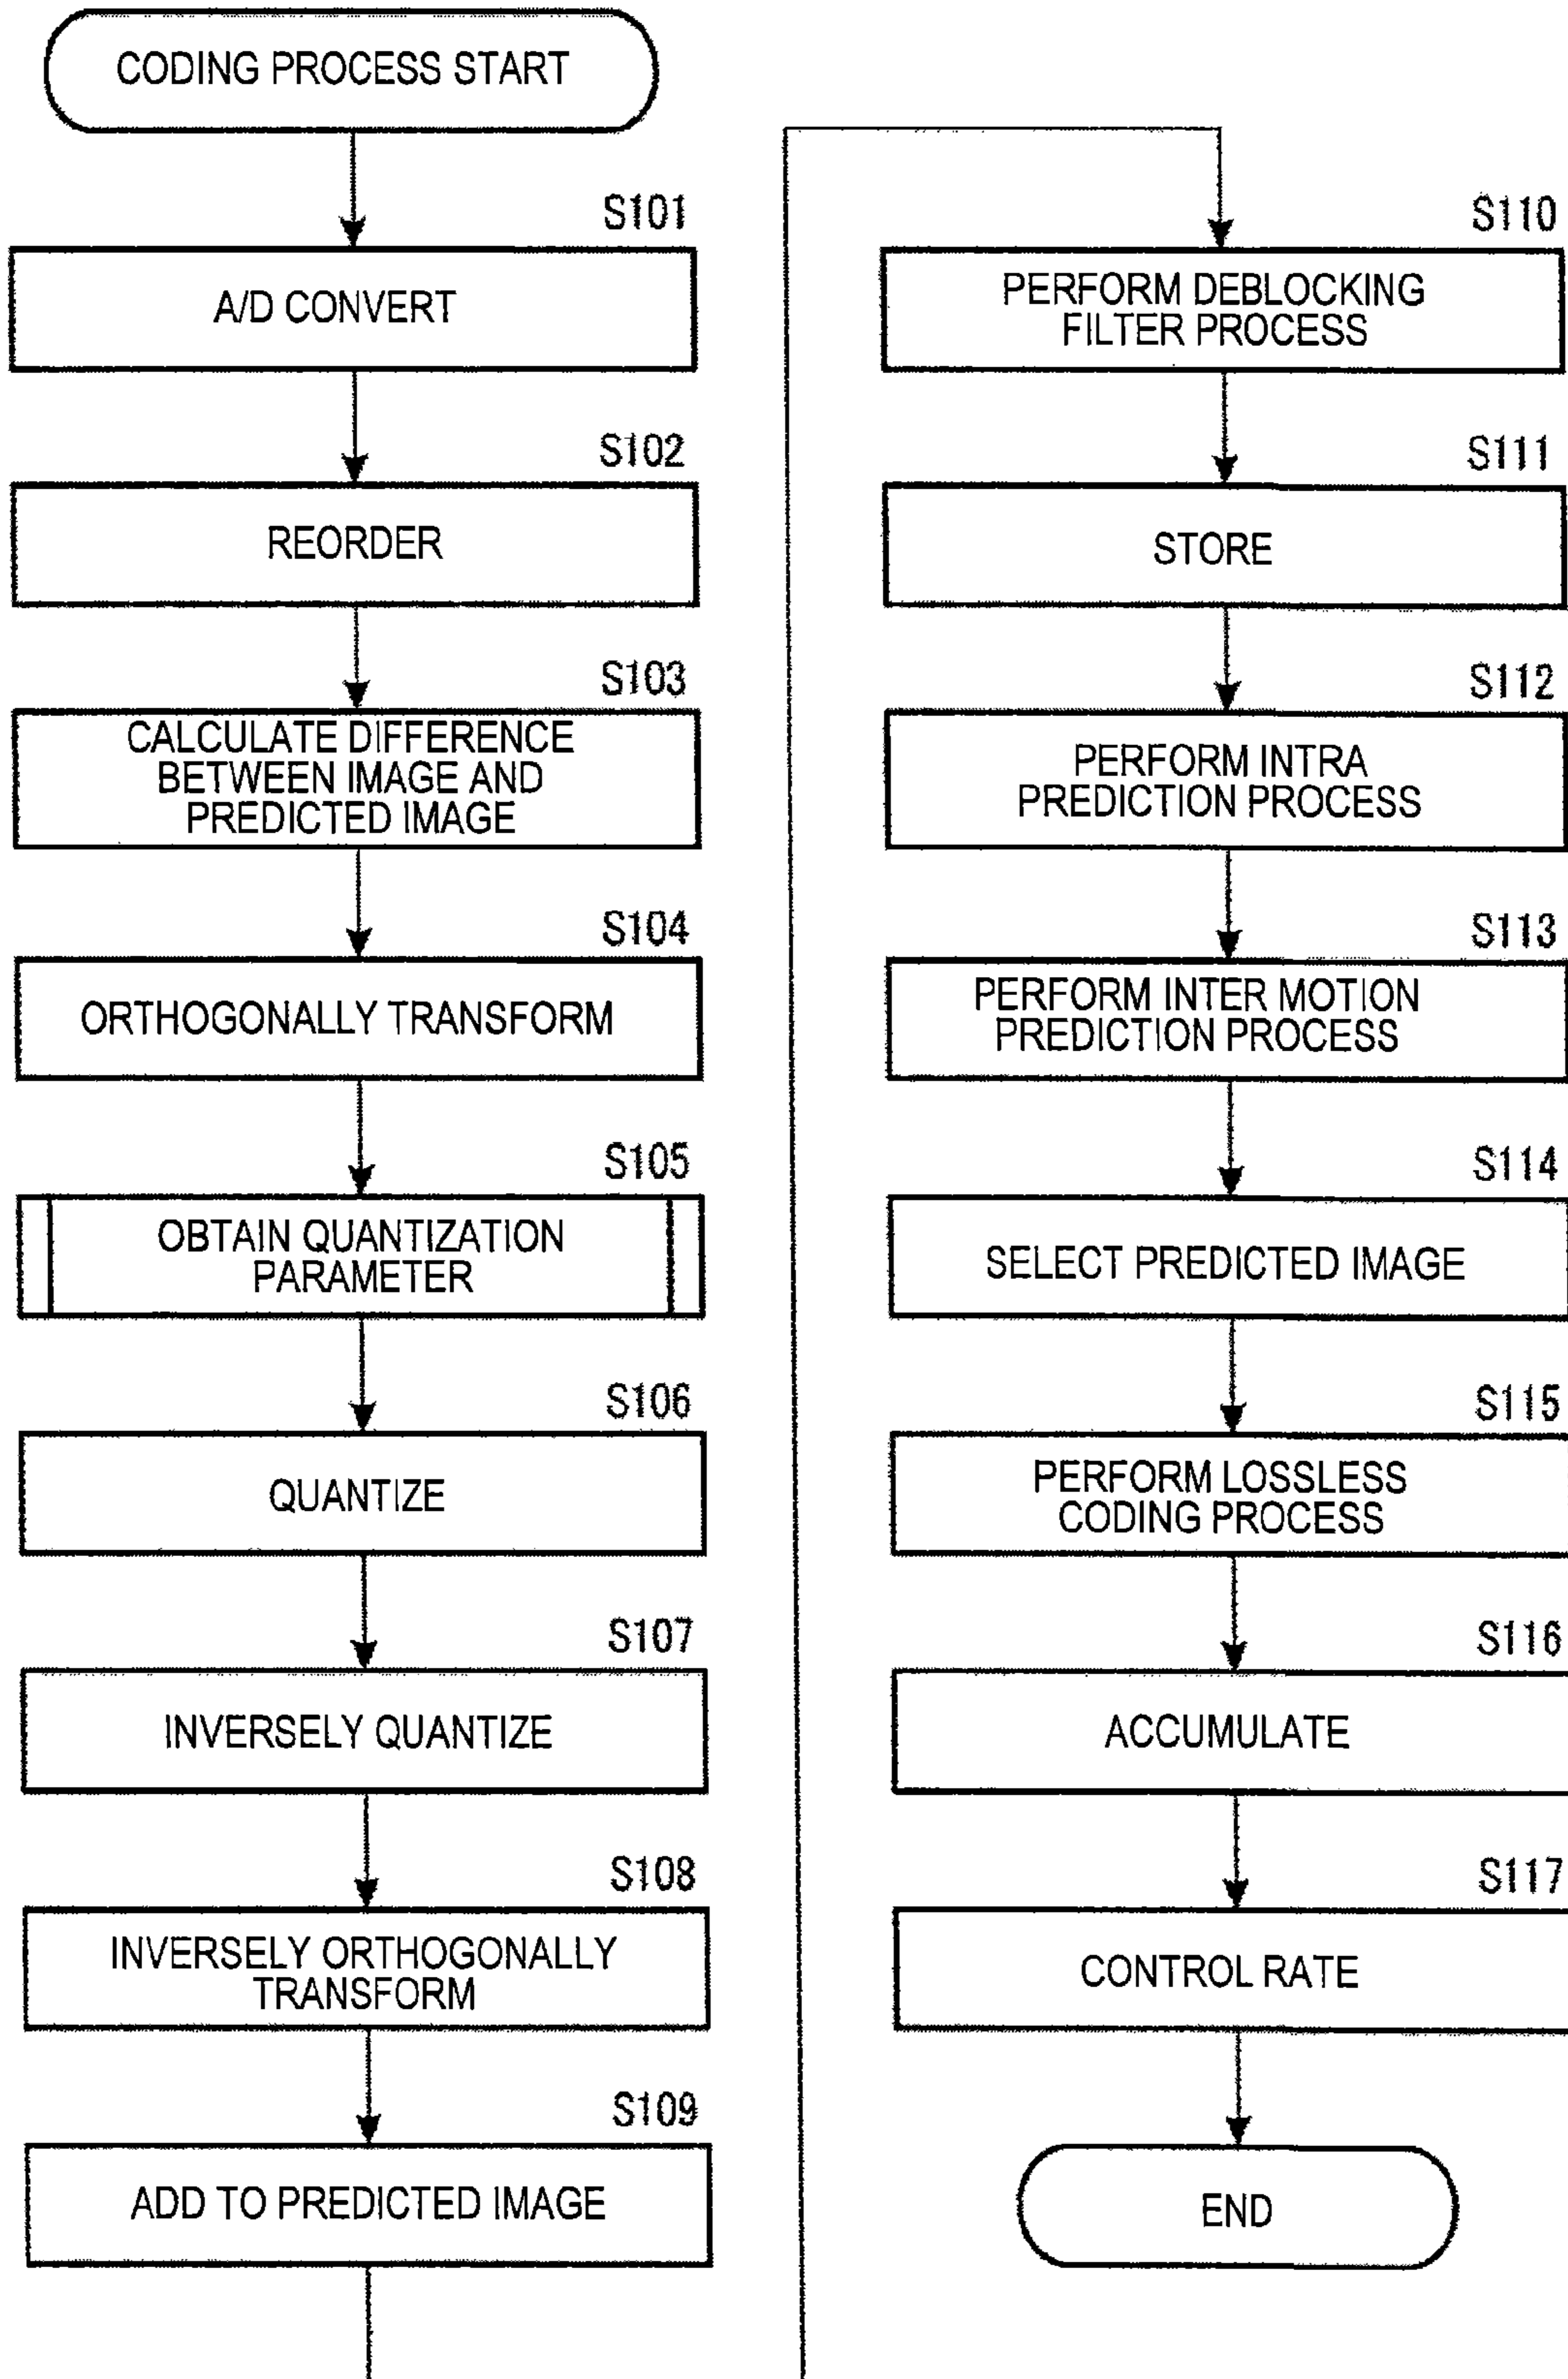 CODING PROCESS START
S101
A/D CONVERT
S102
REORDER
S103
CALCULATE DIFFERENCE
BETWEEN IMAGE AND
PREDICTED IMAGE
S104
ORTHOGONALLY TRANSFORM
S105
OBTAIN QUANTIZATION
PARAMETER
S106
QUANTIZE
S107
INVERSELY QUANTIZE
S108
INVERSELY ORTHOGONALLY
TRANSFORM
S109
ADD TO PREDICTED IMAGE
S110
PERFORM DEBLOCKING
FILTER PROCESS
S111
STORE
S112
PERFORM INTRA
PREDICTION PROCESS
S113
PERFORM INTER MOTION
PREDICTION PROCESS
S114
SELECT PREDICTED IMAGE
S115
PERFORM LOSSLESS
CODING PROCESS
S116
ACCUMULATE
S117
CONTROL RATE
END